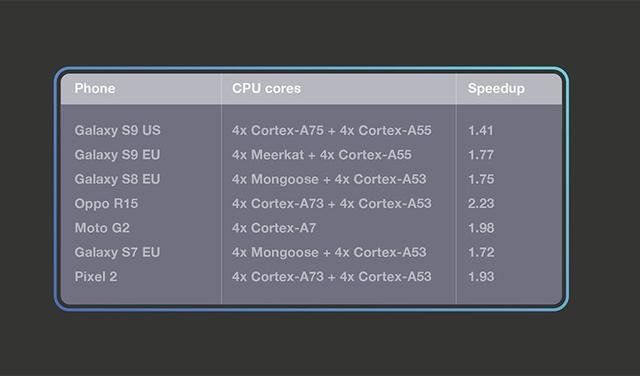 Phone CPU cores Speedup
Galaxy S9 US 4x Cortex-A75 + 4x Cortex-A55 1.41
Galaxy S9 EU 4x Meerkat + 4x Cortex-A55 1.77
Galaxy S8 EU 4x Mongoose + 4x Cortex-A53 1.75
Oppo R15 4x Cortex-A73 + 4x Cortex-A53 2.23
Moto G2 4x Cortex-A7 1.98
Galaxy S7 EU 4x Mongoose + 4x Cortex-A53 1.72
Pixel 2 4x Cortex-A73 + 4x Cortex-A53 1.93